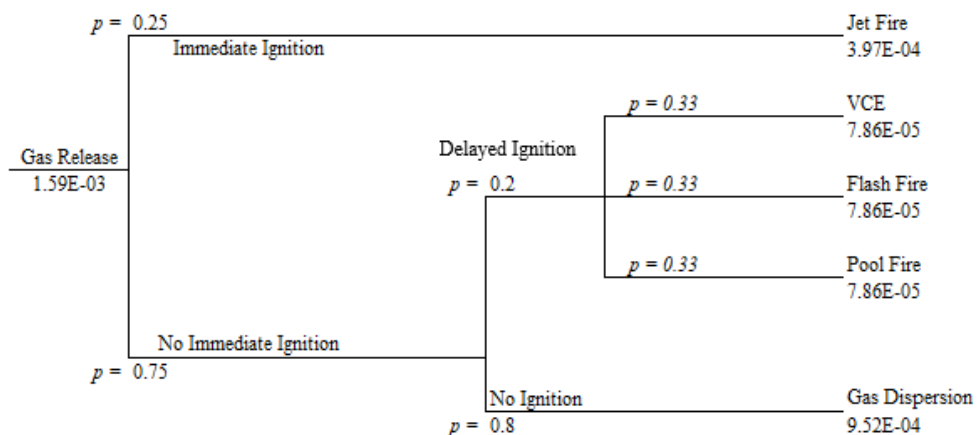 p = 0.25
Immediate Ignition
Jet Fire
3.97E-04
p = 0.33
VCE
7.86E-05
Delayed Ignition
Gas Release
1.59E-03
p = 0.2
p = 0.33
Flash Fire
7.86E-05
p = 0.33
Pool Fire
7.86E-05
No Immediate Ignition
p = 0.75
No Ignition
p = 0.8
Gas Dispersion
9.52E-04